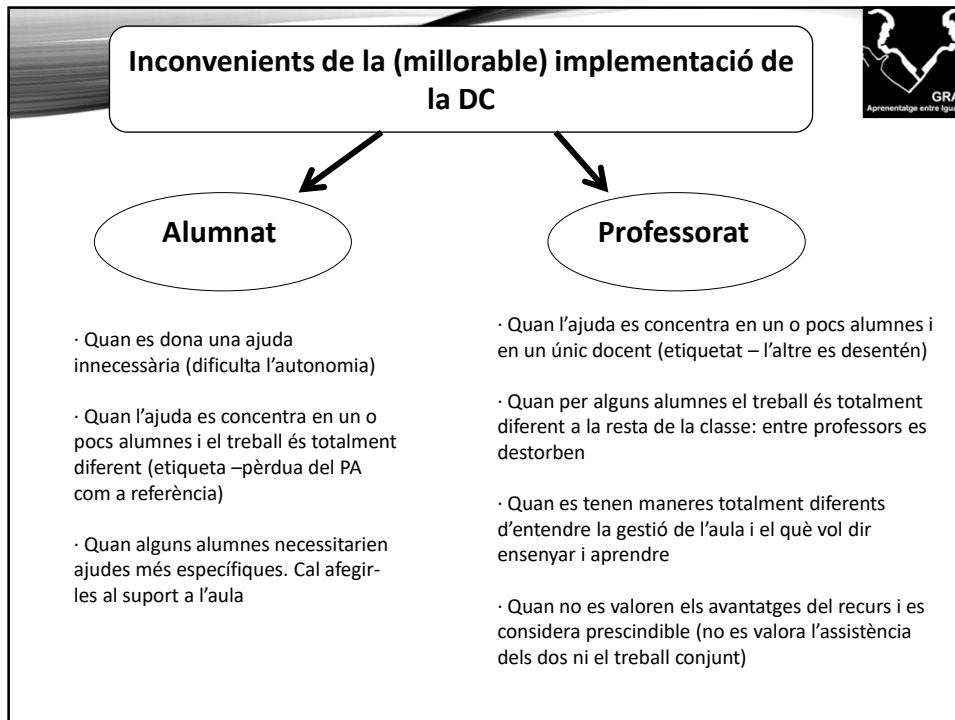 Inconvenients de la (millorable) implementació de
la DC
Aprenentatge entre Igua
Alumnat
Professorat
· Quan es dona una ajuda
innecessària (dificulta l’autonomia)
· Quan l’ajuda es concentra en un o
pocs alumnes i el treball és totalment
diferent (etiqueta –pèrdua del PA
com a referència)
· Quan alguns alumnes necessitarien
ajudes més específiques. Cal afegir-
les al suport a l’aula
· Quan l’ajuda es concentra en un o pocs alumnes i
en un únic docent (etiquetat – l’altre es desentén)
· Quan per alguns alumnes el treball és totalment
diferent a la resta de la classe: entre professors es
destorben
· Quan es tenen maneres totalment diferents
d’entendre la gestió de l’aula i el què vol dir
ensenyar i aprendre
· Quan no es valoren els avantatges del recurs i es
considera prescindible (no es valora l’assistència
dels dos ni el treball conjunt)